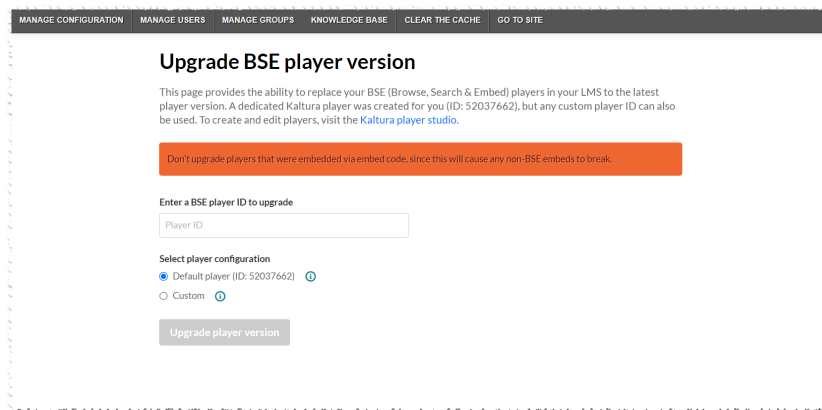 MANAGE CONFIGURATION MANAGE USERS MANAGE GROUPS KNOWLEDGE BASE CLEAR THE CACHE GO TO SITE
Upgrade BSE player version
This page provides the ability to replace your BSE (Browse, Search & Embed) players in your LMS to the latest
player version. A dedicated Kaltura player was created for you (ID: 52037662), but any custom player ID can also
be used. To create and edit players, visit the Kaltura player studio.
Don't upgrade players that were embedded via embed code, since this will cause any non-BSE embeds to break.
Enter a BSE player ID to upgrade
Player ID
Select player configuration
Default player (ID: 52037662)
Custom
Upgrade player version